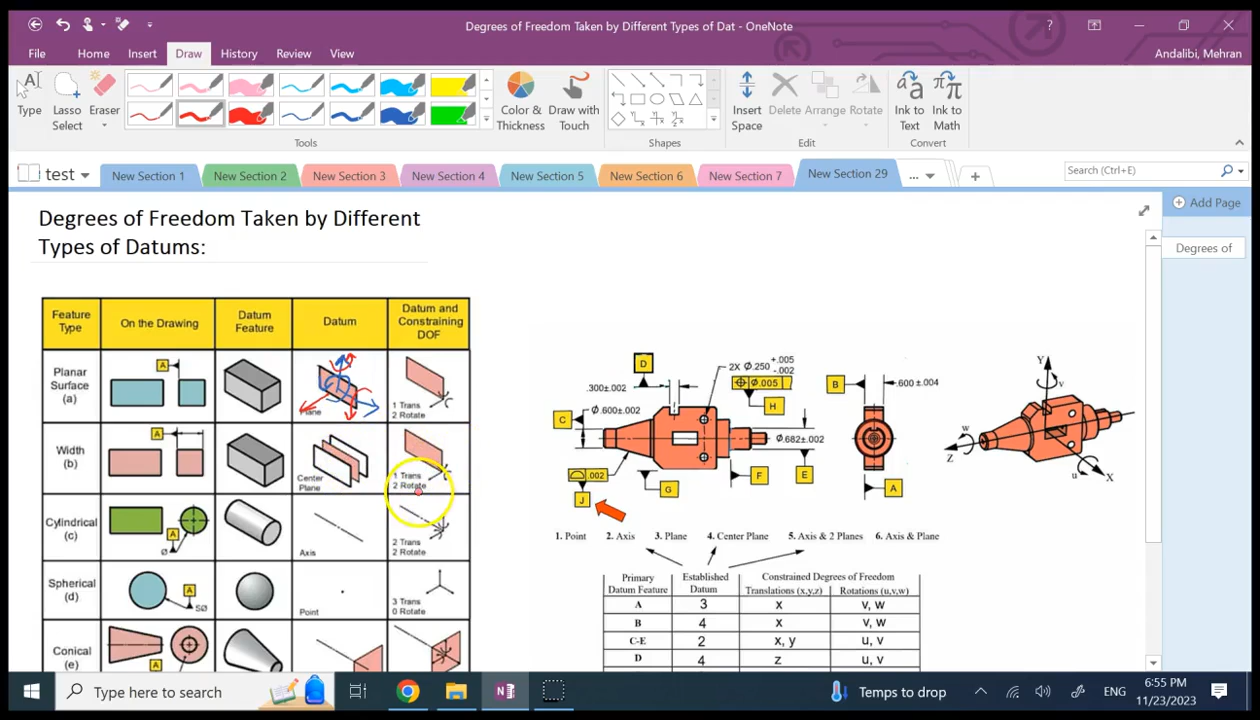 Degrees of Freedom Taken by Different Types of Dat - OneNote
?
Andalibi, Mehran
File Home Insert Draw History Review View
Type
Lasso Select
Eraser
Color & Thickness
Draw with Touch
Insert Space
Delete Arrange Rotate
Ink to Text
Ink to Math
Tools Shapes Edit Convert
test
New Section 1 New Section 2 New Section 3 New Section 4 New Section 5 New Section 6 New Section 7 New Section 29
...
Search (Ctrl+E)
Add Page
Degrees of
Degrees of Freedom Taken by Different
Types of Datums:
Feature Type
On the Drawing
Datum Feature
Datum
Datum and Constraining DOF
Planar Surface (a)
A
Plane
1 Trans
2 Rotate
Width (b)
A
Center Plane
1 Trans
2 Rotate
Cylindrical (c)
A
Ø
Axis
2 Trans
2 Rotate
Spherical (d)
A
SØ
Point
3 Trans
0 Rotate
Conical (e)
A
D
2X Ø.250 +.005 -.002
Ø.005
H
.300±.002
C
Ø.600±.002
.002
J
G
F
E
Ø.682±.002
B
.600 ±.004
A
Y
v
w
Z
u
X
1. Point 2. Axis 3. Plane 4. Center Plane 5. Axis & 2 Planes 6. Axis & Plane
Primary Datum Feature
Established Datum
Constrained Degrees of Freedom
Translations (x,y,z) Rotations (u,v,w)
A 3 x v, w
B 4 x v, w
C-E 2 x, y u, v
D 4 z u, v
Type here to search
Temps to drop
ENG
6:55 PM
11/23/2023